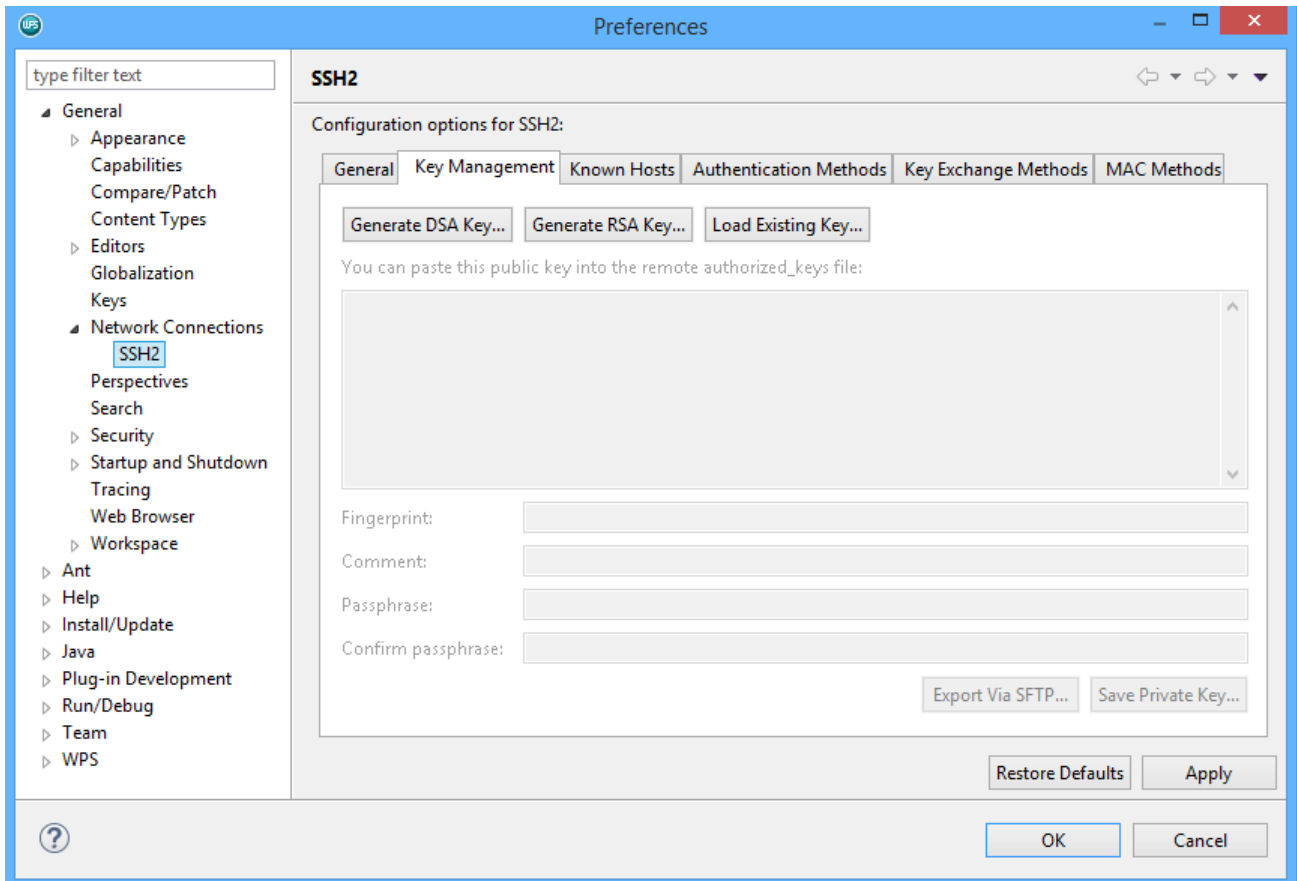 WPS
Preferences
type filter text
General
Appearance
Capabilities
Compare/Patch
Content Types
Editors
Globalization
Keys
Network Connections
SSH2
Perspectives
Search
Security
Startup and Shutdown
Tracing
Web Browser
Workspace
Ant
Help
Install/Update
Java
Plug-in Development
Run/Debug
Team
WPS
SSH2
Configuration options for SSH2:
General Key Management Known Hosts Authentication Methods Key Exchange Methods MAC Methods
Generate DSA Key... Generate RSA Key... Load Existing Key...
You can paste this public key into the remote authorized_keys file:
Fingerprint:
Comment:
Passphrase:
Confirm passphrase:
Export Via SFTP... Save Private Key...
Restore Defaults Apply
? OK Cancel